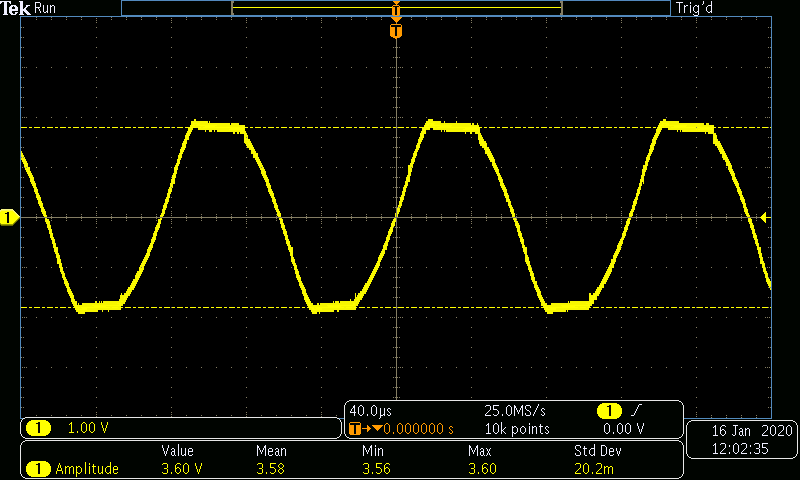 Tek Run Trig'd
T
T
1
1 1.00 V
40.0µs 25.0MS/s 1
T→▼0.000000 s 10k points 0.00 V
16 Jan 2020
12:02:35
Value Mean Min Max Std Dev
1 Amplitude 3.60 V 3.58 3.56 3.60 20.2m